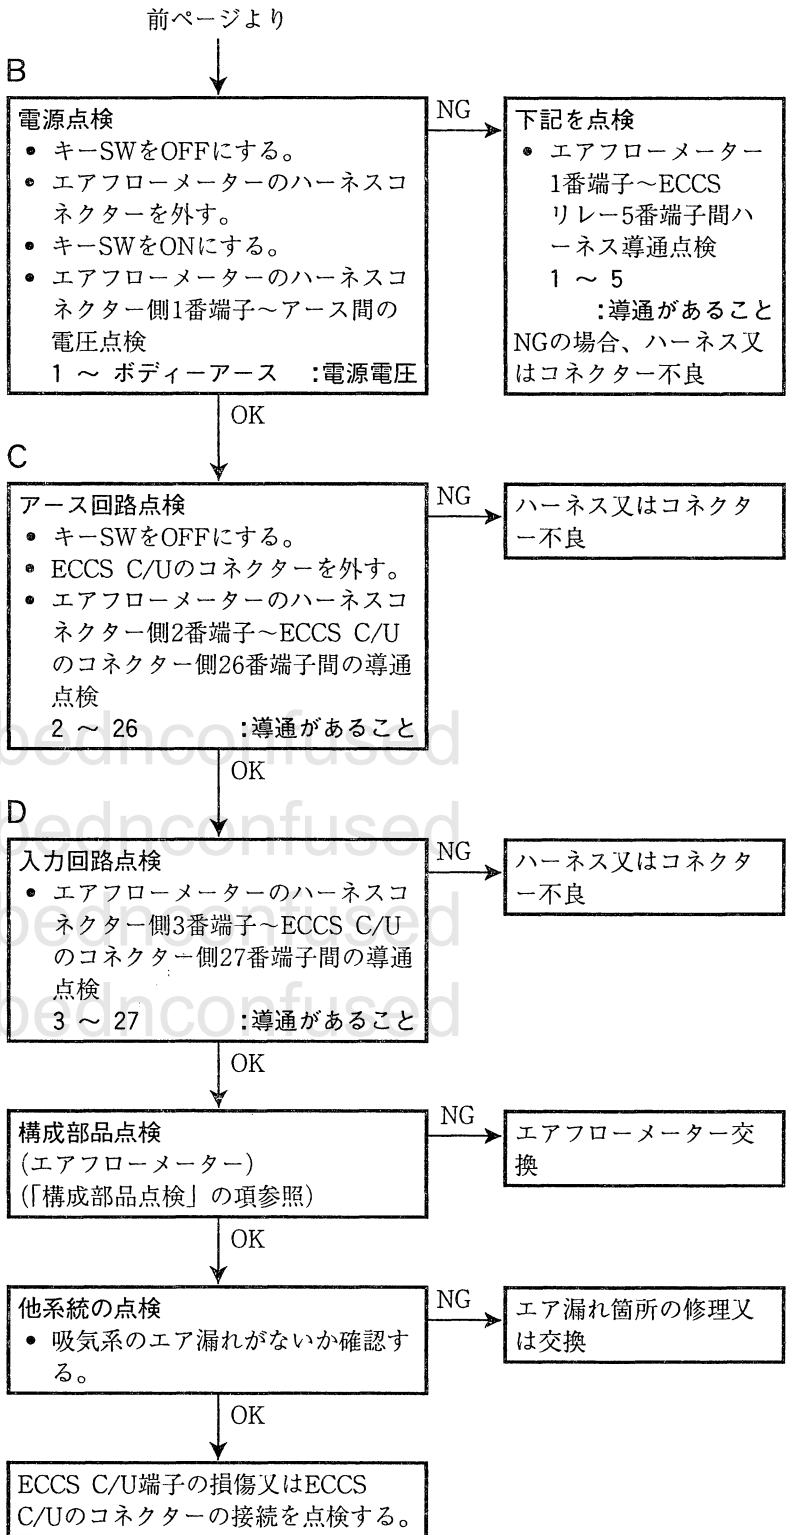 前ページより
B
電源点検
• キーSWをOFFにする。
• エアフローメーターのハーネスコ
ネクターを外す。
• キーSWをONにする。
• エアフローメーターのハーネスコ
ネクター側1番端子～アース間の
電圧点検
1 ～ ボディーアース :電源電圧
NG
下記を点検
• エアフローメーター
1番端子～ECCS
リレー5番端子間ハ
ーネス導通点検
1 ～ 5
:導通があること
NGの場合、ハーネス又
はコネクター不良
OK
C
アース回路点検
• キーSWをOFFにする。
• ECCS C/Uのコネクターを外す。
• エアフローメーターのハーネスコ
ネクター側2番端子～ECCS C/U
のコネクター側26番端子間の導通
点検
2 ～ 26 :導通があること
NG
ハーネス又はコネクタ
ー不良
OK
D
入力回路点検
• エアフローメーターのハーネスコ
ネクター側3番端子～ECCS C/U
のコネクター側27番端子間の導通
点検
3 ～ 27 :導通があること
NG
ハーネス又はコネクタ
ー不良
OK
構成部品点検
(エアフローメーター)
(「構成部品点検」の項参照)
NG
エアフローメーター交
換
OK
他系統の点検
• 吸気系のエア漏れがないか確認す
る。
NG
エア漏れ箇所の修理又
は交換
OK
ECCS C/U端子の損傷又はECCS
C/Uのコネクターの接続を点検する。
bednconfused
bednconfused
bednconfused
bednconfused